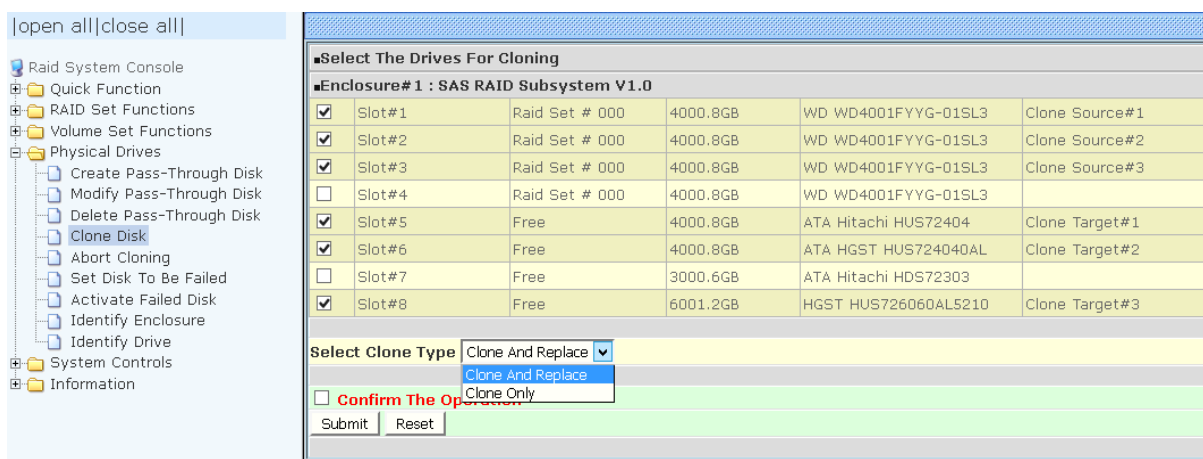 |open all|close all|
Raid System Console
Quick Function
RAID Set Functions
Volume Set Functions
Physical Drives
Create Pass-Through Disk
Modify Pass-Through Disk
Delete Pass-Through Disk
Clone Disk
Abort Cloning
Set Disk To Be Failed
Activate Failed Disk
Identify Enclosure
Identify Drive
System Controls
Information
Select The Drives For Cloning
Enclosure#1 : SAS RAID Subsystem V1.0
Slot#1 Raid Set # 000 4000.8GB WD WD4001FYYG-01SL3 Clone Source#1
Slot#2 Raid Set # 000 4000.8GB WD WD4001FYYG-01SL3 Clone Source#2
Slot#3 Raid Set # 000 4000.8GB WD WD4001FYYG-01SL3 Clone Source#3
Slot#4 Raid Set # 000 4000.8GB WD WD4001FYYG-01SL3
Slot#5 Free 4000.8GB ATA Hitachi HUS72404 Clone Target#1
Slot#6 Free 4000.8GB ATA HGST HUS724040AL Clone Target#2
Slot#7 Free 3000.6GB ATA Hitachi HDS72303
Slot#8 Free 6001.2GB HGST HUS726060AL5210 Clone Target#3
Select Clone Type Clone And Replace
Clone And Replace
Clone Only
Confirm The Operation
Submit Reset